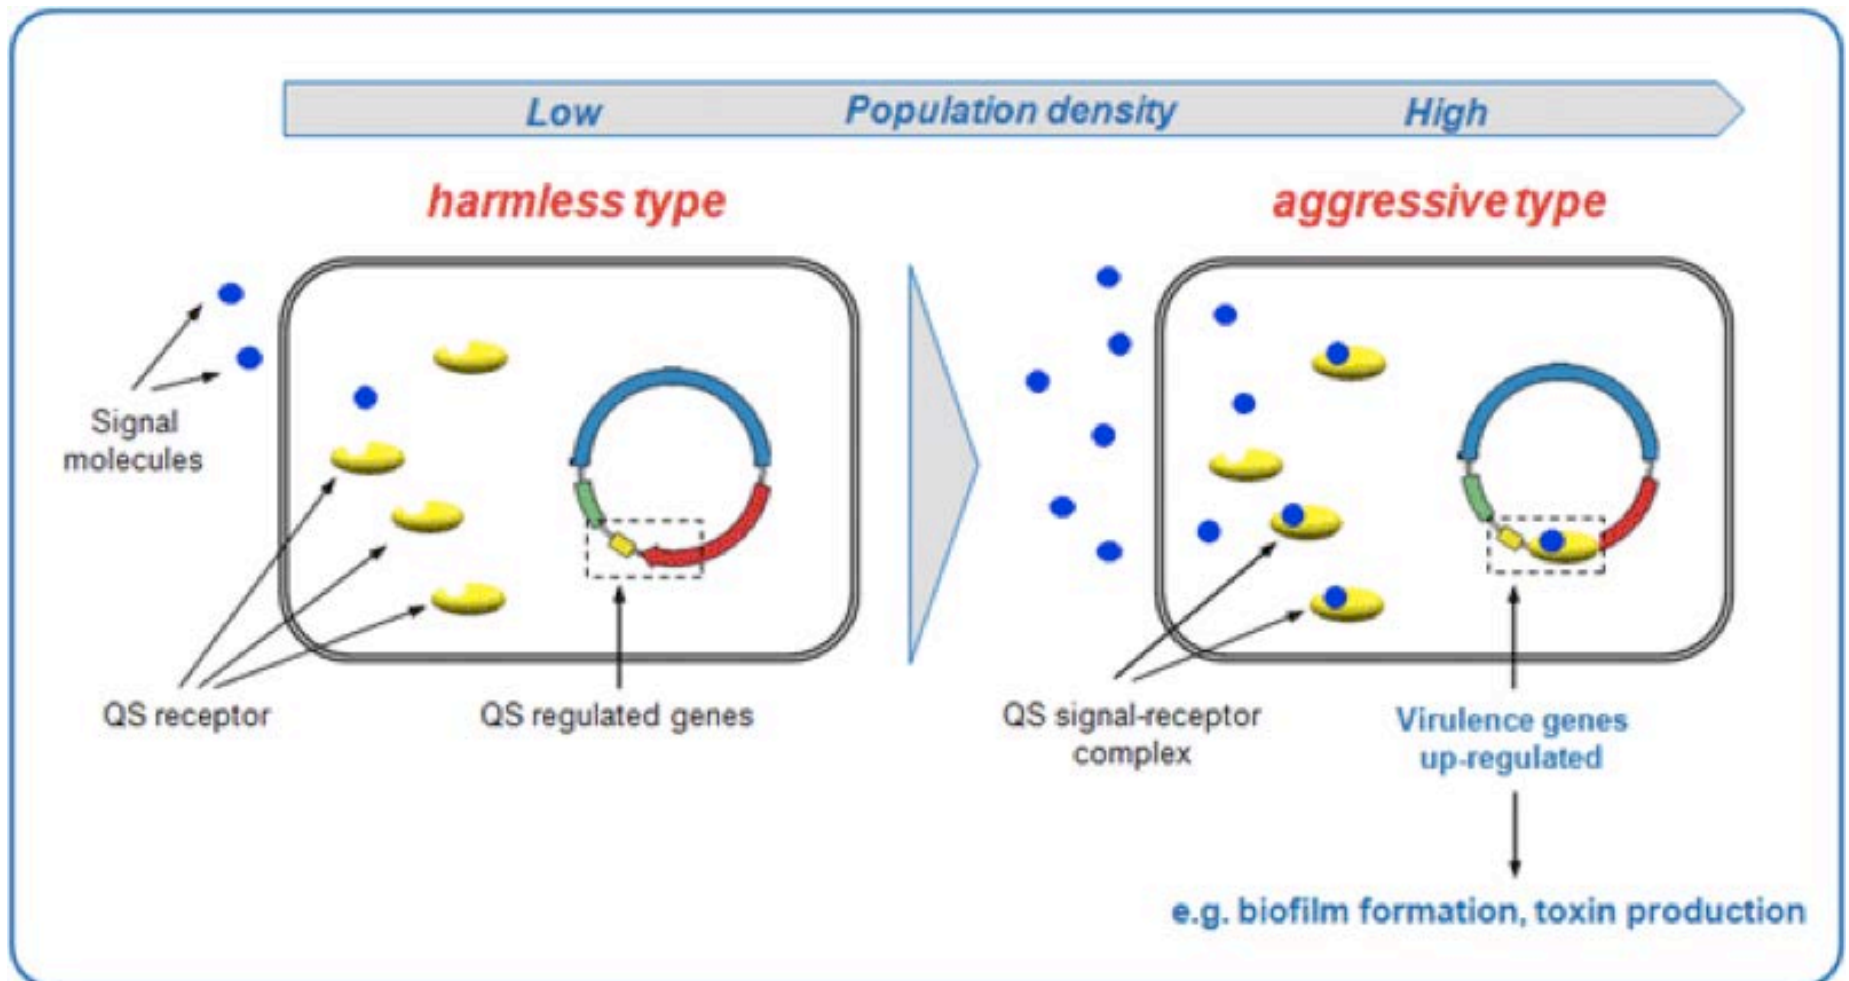 Low Population density High
harmless type
aggressive type
Signal
molecules
QS receptor
QS regulated genes
QS signal-receptor
complex
Virulence genes
up-regulated
e.g. biofilm formation, toxin production